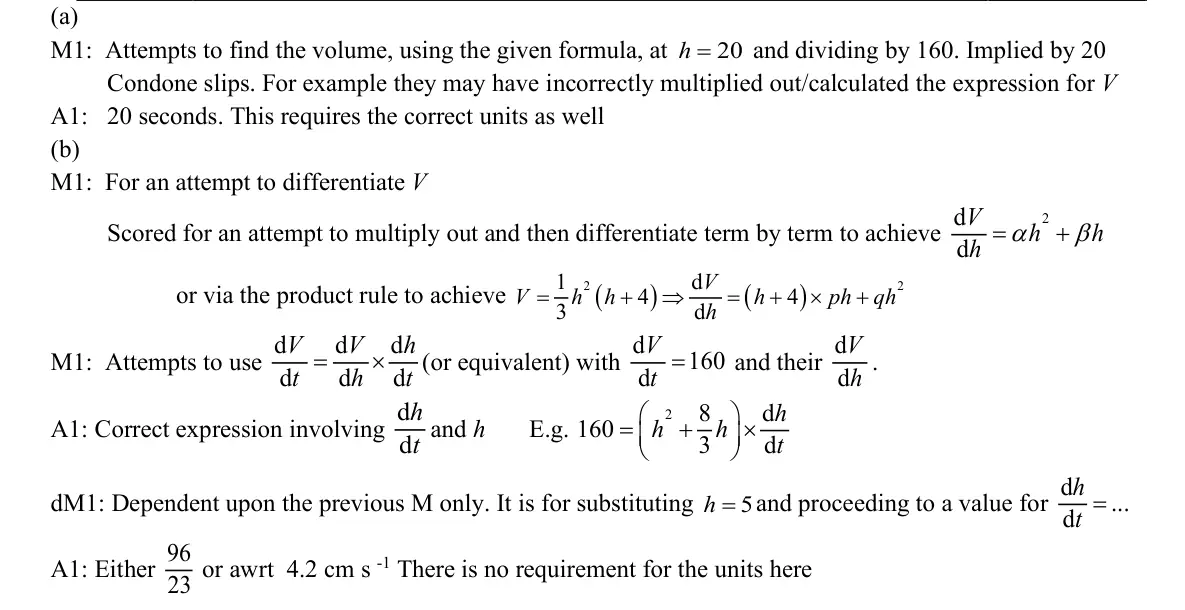 (a)
M1: Attempts to find the volume, using the given formula, at h = 20 and dividing by 160. Implied by 20
Condone slips. For example they may have incorrectly multiplied out/calculated the expression for V
A1: 20 seconds. This requires the correct units as well
(b)
M1: For an attempt to differentiate V
Scored for an attempt to multiply out and then differentiate term by term to achieve dV/dh = αh² + βh
or via the product rule to achieve V = 1/3 h² (h + 4) ⇒ dV/dh = (h + 4) × ph + qh²
M1: Attempts to use dV/dt = dV/dh × dh/dt (or equivalent) with dV/dt = 160 and their dV/dh .
A1: Correct expression involving dh/dt and h E.g. 160 = (h² + 8/3 h) × dh/dt
dM1: Dependent upon the previous M only. It is for substituting h = 5 and proceeding to a value for dh/dt = ...
A1: Either 96/23 or awrt 4.2 cm s⁻¹ There is no requirement for the units here